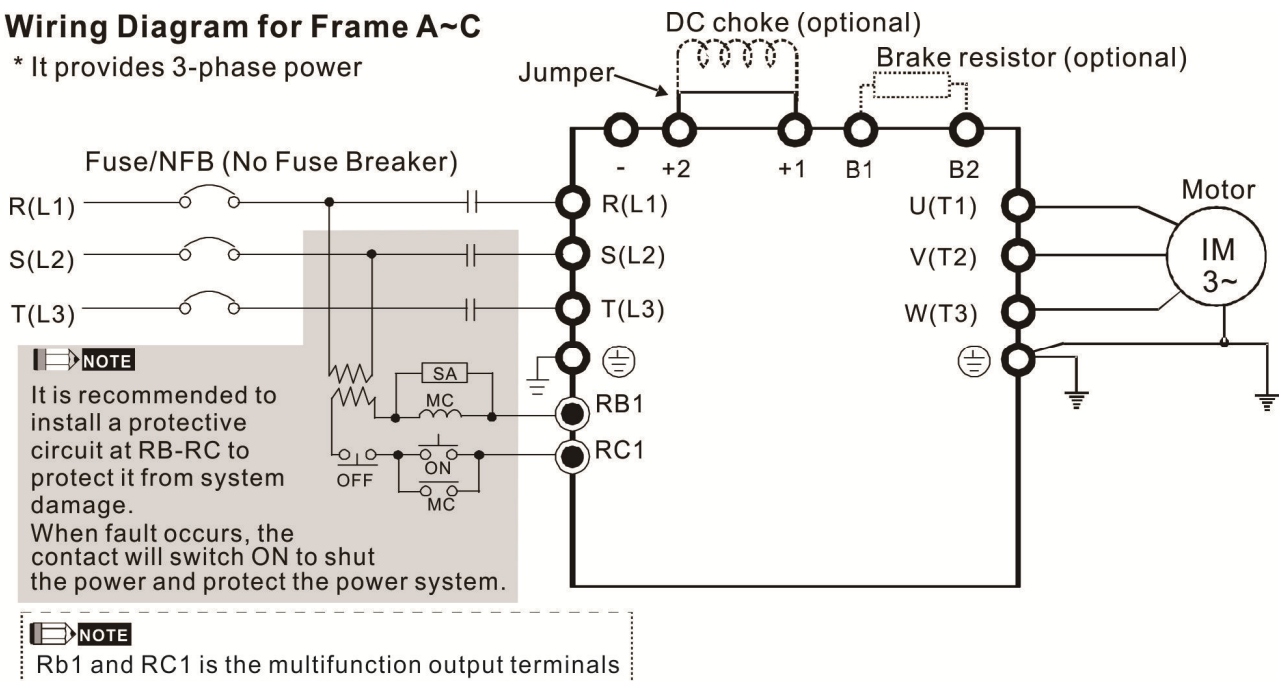 Wiring Diagram for Frame A~C
* It provides 3-phase power
DC choke (optional)
Jumper
Brake resistor (optional)
Fuse/NFB (No Fuse Breaker)
- +2 +1 B1 B2
R(L1) R(L1) U(T1) Motor
S(L2) S(L2) V(T2) IM
3~
T(L3) T(L3) W(T3)
NOTE
It is recommended to
install a protective
circuit at RB-RC to
protect it from system
damage.
When fault occurs, the
contact will switch ON to shut
the power and protect the power system.
SA
MC
RB1
RC1
OFF
ON
MC
NOTE
Rb1 and RC1 is the multifunction output terminals